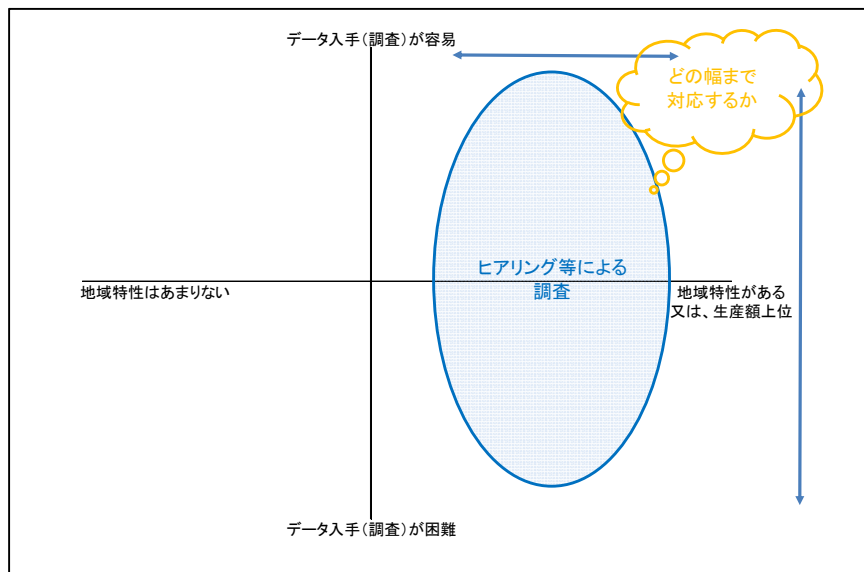 データ入手（調査）が容易
どの幅まで
対応するか
ヒアリング等による
調査
地域特性はあまりない
地域特性がある
又は、生産額上位
データ入手（調査）が困難